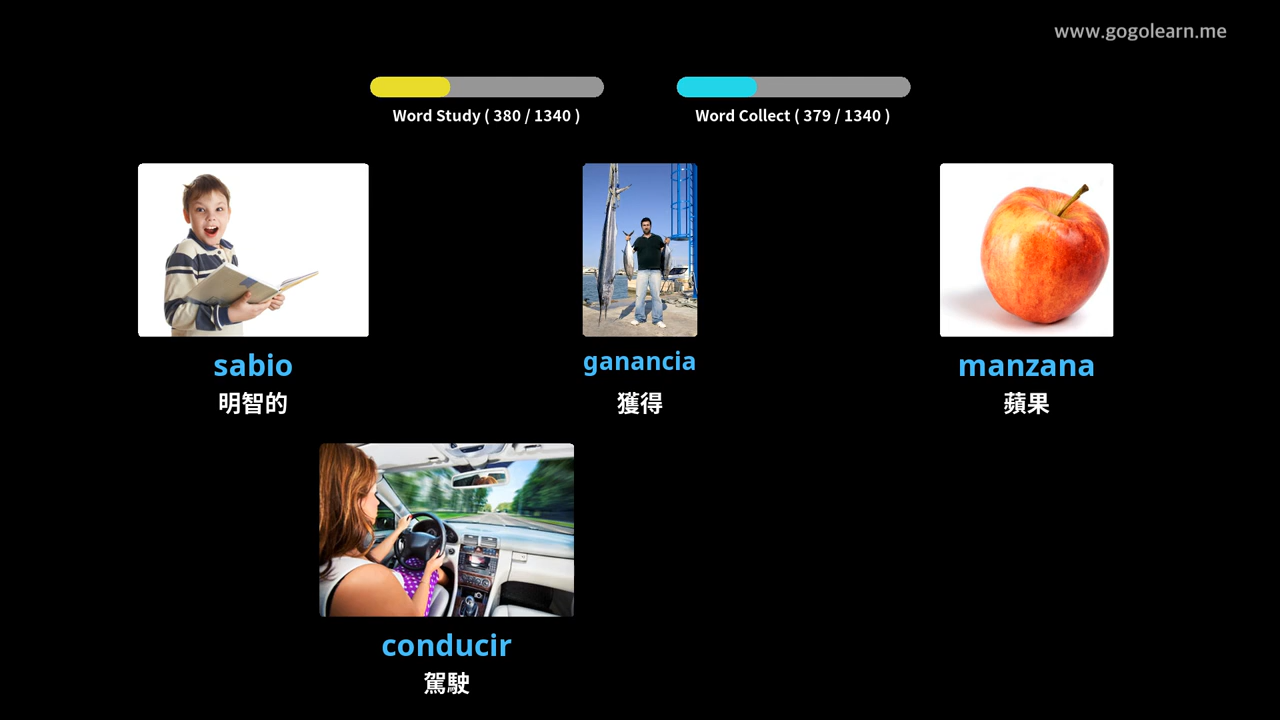 www.gogolearn.me
Word Study ( 380 / 1340 )
Word Collect ( 379 / 1340 )
sabio
明智的
ganancia
獲得
manzana
蘋果
conducir
駕駛